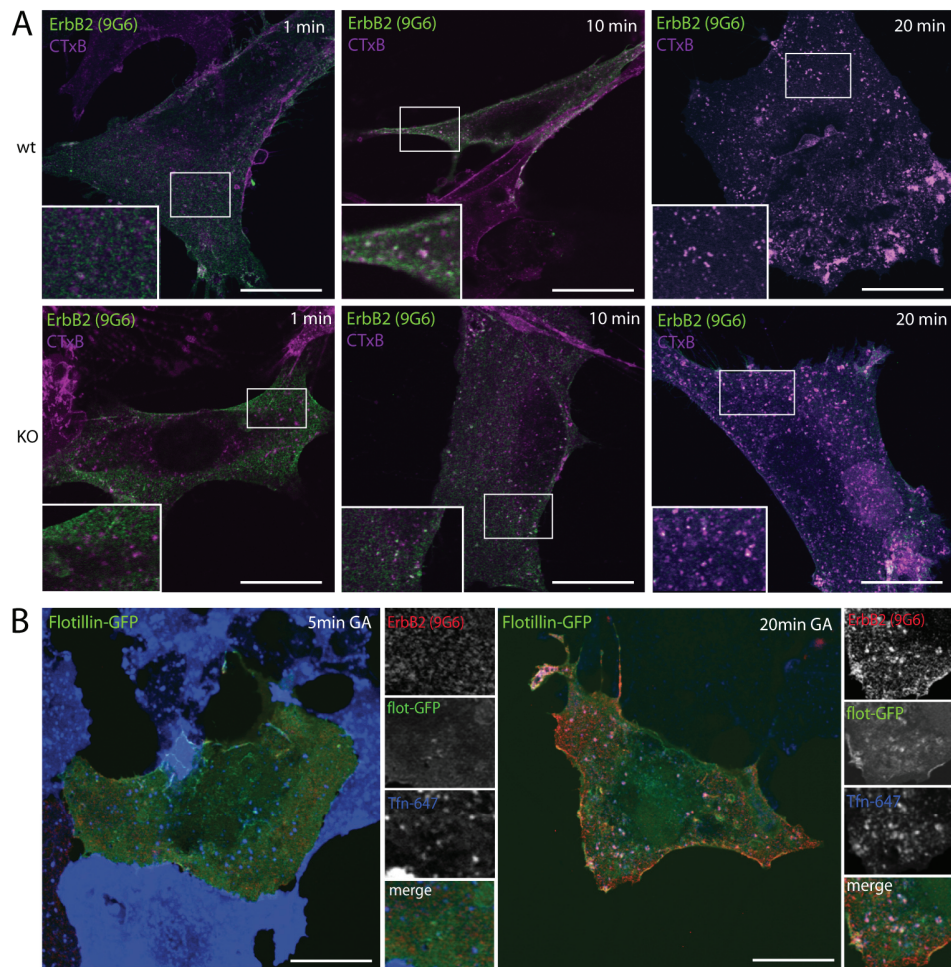 A
ErbB2 (9G6)
CTxB
1 min
ErbB2 (9G6)
CTxB
10 min
ErbB2 (9G6)
CTxB
20 min
wt
ErbB2 (9G6)
CTxB
1 min
ErbB2 (9G6)
CTxB
10 min
ErbB2 (9G6)
CTxB
20 min
KO
B
Flotillin-GFP
5min GA
ErbB2 (9G6)
flot-GFP
Tfn-647
merge
Flotillin-GFP
20min GA
ErbB2 (9G6)
flot-GFP
Tfn-647
merge